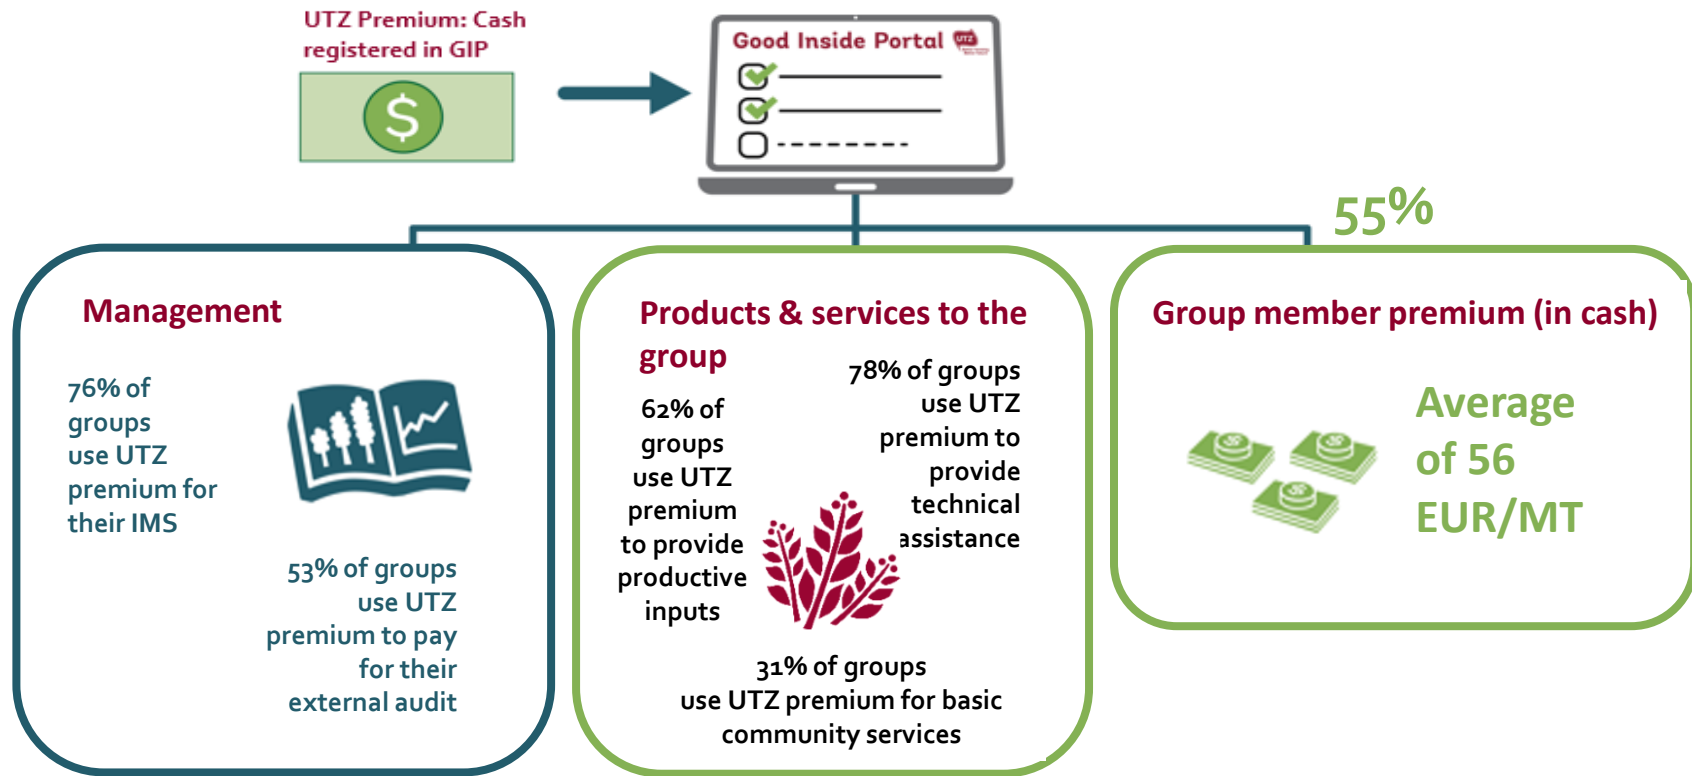 UTZ Premium: Cash
registered in GIP
$
Good Inside Portal
UTZ
55%
Management
76% of
groups
use UTZ
premium for
their IMS
53% of groups
use UTZ
premium to pay
for their
external audit
Products & services to the
group
62% of
groups
use UTZ
premium
to provide
productive
inputs
78% of groups
use UTZ
premium to
provide
technical
assistance
31% of groups
use UTZ premium for basic
community services
Group member premium (in cash)
Average
of 56
EUR/MT